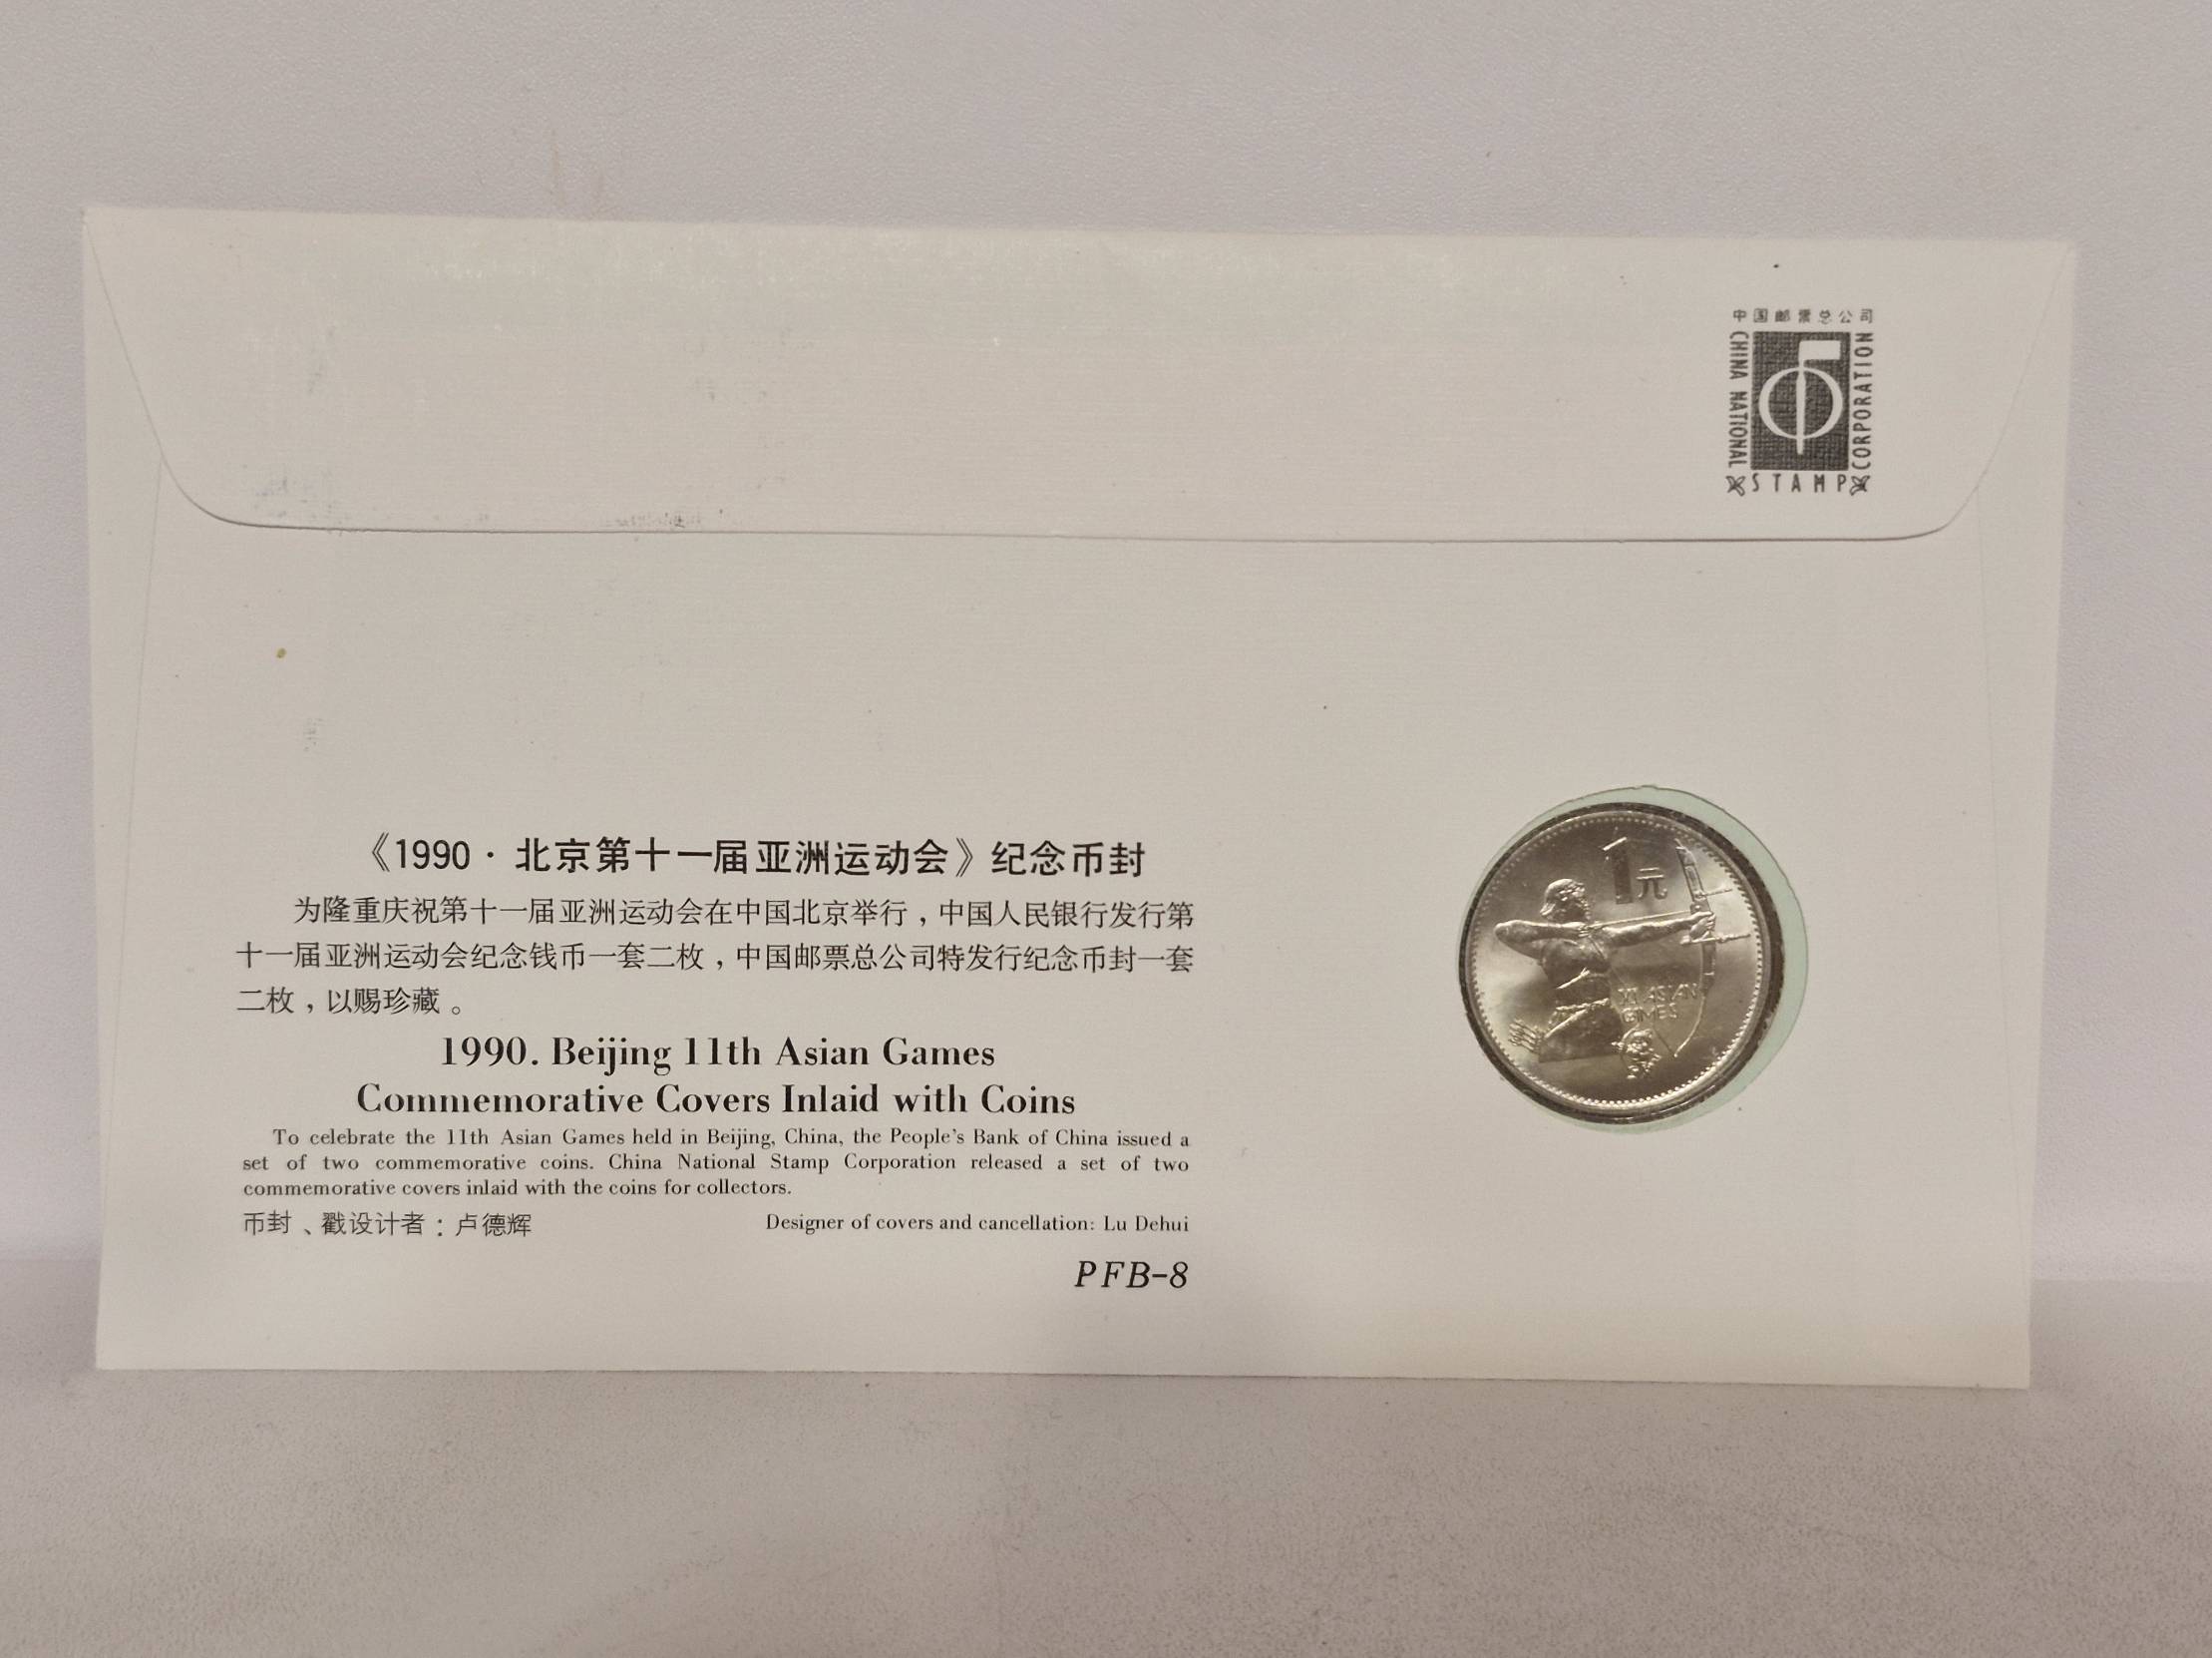 中国邮票总公司
CHINA NATIONAL
STAMP
CORPORATION
《1990·北京第十一届亚洲运动会》纪念币封
为隆重庆祝第十一届亚洲运动会在中国北京举行，中国人民银行发行第
十一届亚洲运动会纪念钱币一套二枚，中国邮票总公司特发行纪念币封一套
二枚，以赐珍藏。
1990. Beijing 11th Asian Games
Commemorative Covers Inlaid with Coins
To celebrate the 11th Asian Games held in Beijing, China, the People's Bank of China issued a
set of two commemorative coins. China National Stamp Corporation released a set of two
commemorative covers inlaid with the coins for collectors.
币封、戳设计者：卢德辉 Designer of covers and cancellation: Lu Dehui
PFB-8
1元
XI ASIAN
GAMES